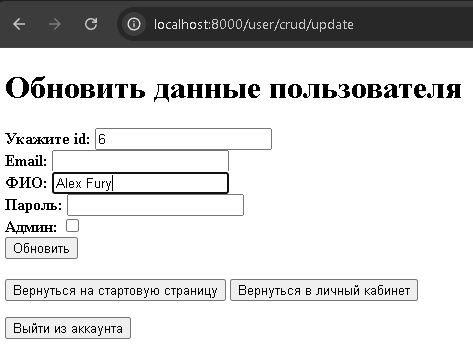 localhost:8000/user/crud/update
Обновить данные пользователя
Укажите id: 6
Email:
ФИО: Alex Fury
Пароль:
Админ:
Обновить
Вернуться на стартовую страницу Вернуться в личный кабинет
Выйти из аккаунта